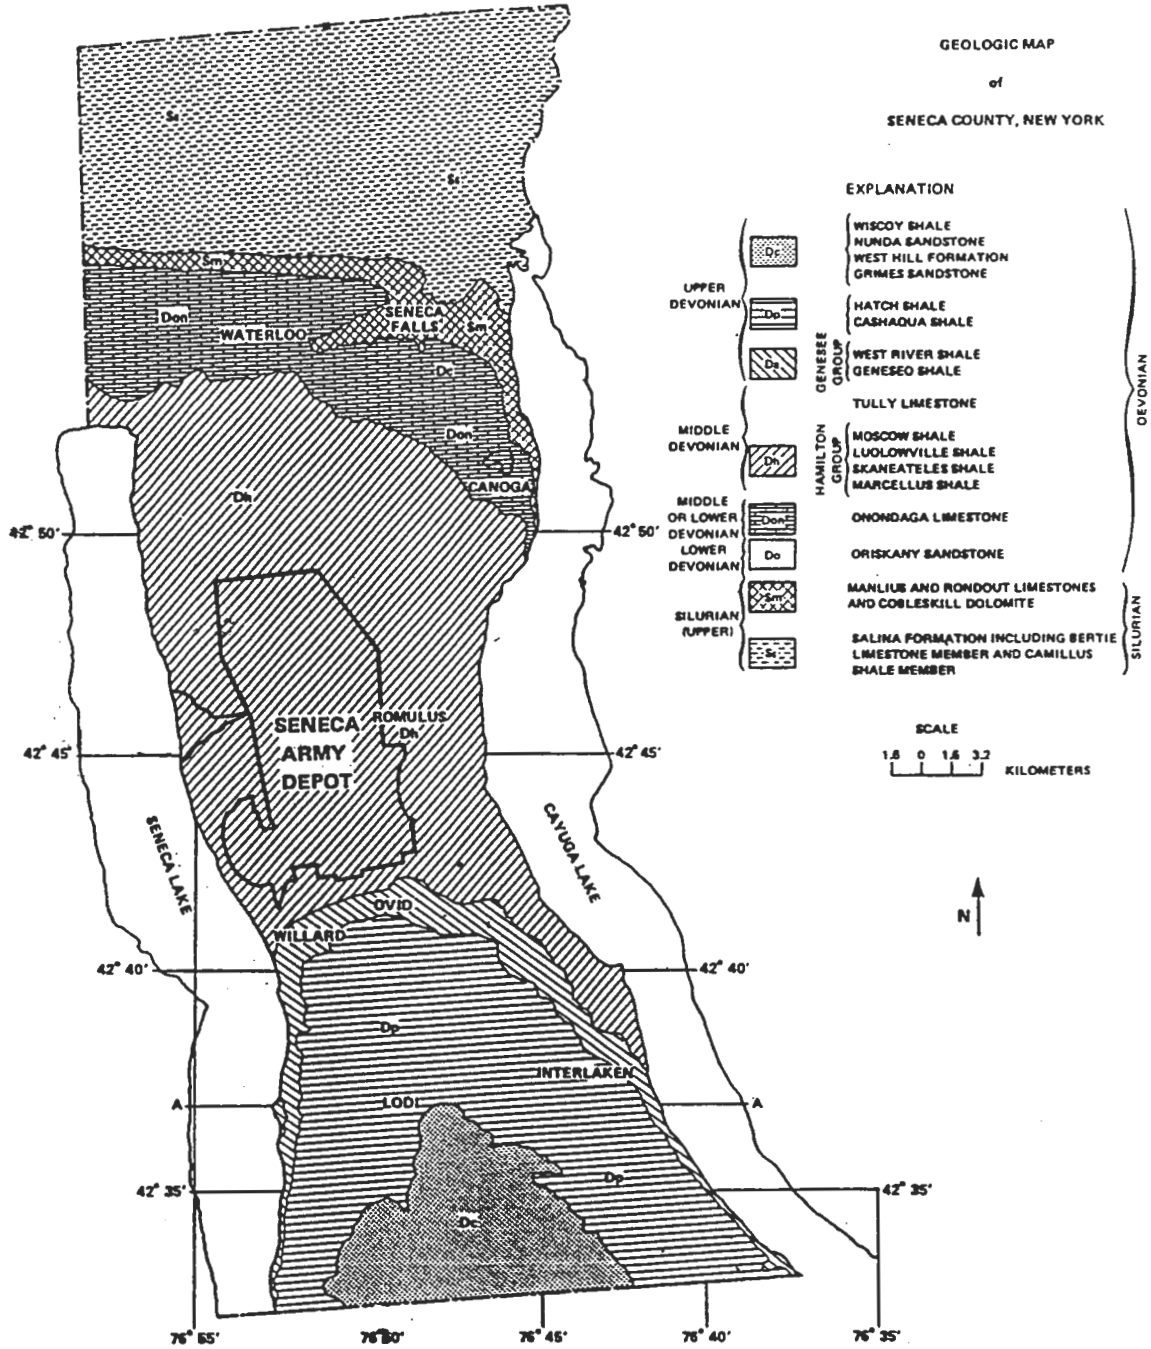 GEOLOGIC MAP
of
SENECA COUNTY, NEW YORK
EXPLANATION
UPPER
DEVONIAN
Dc
WISCOY SHALE
NUNDA SANDSTONE
WEST HILL FORMATION
GRIMES SANDSTONE
Dp
HATCH SHALE
CASHAQUA SHALE
GENESEE
GROUP
WEST RIVER SHALE
GENESEO SHALE
TULLY LIMESTONE
MIDDLE
DEVONIAN
Dh
HAMILTON
GROUP
MOSCOW SHALE
LUOLOWVILLE SHALE
SKANEATELES SHALE
MARCELLUS SHALE
MIDDLE
OR LOWER
DEVONIAN
Don
ONONDAGA LIMESTONE
LOWER
DEVONIAN
Do
ORISKANY SANDSTONE
DEVONIAN
SILURIAN
(UPPER)
Sm
MANLIUS AND RONDOUT LIMESTONES
AND COBLESKILL DOLOMITE
SALINA FORMATION INCLUDING BERTIE
LIMESTONE MEMBER AND CAMILLUS
SHALE MEMBER
SILURIAN
SCALE
1.6 0 1.6 3.2
KILOMETERS
N
Sm
Don
WATERLOO
SENECA
FALLS
Sm
Don
CANOGA
Dh
42° 50'
42° 50'
SENECA
ARMY
DEPOT
ROMULUS
Dh
42° 45'
42° 45'
SENECA LAKE
CAYUGA LAKE
OVID
WILLARD
42° 40'
42° 40'
Dp
INTERLAKEN
A
LODI
A
Dp
42° 35'
42° 35'
Dc
76° 55'
76° 45'
76° 40'
76° 35'